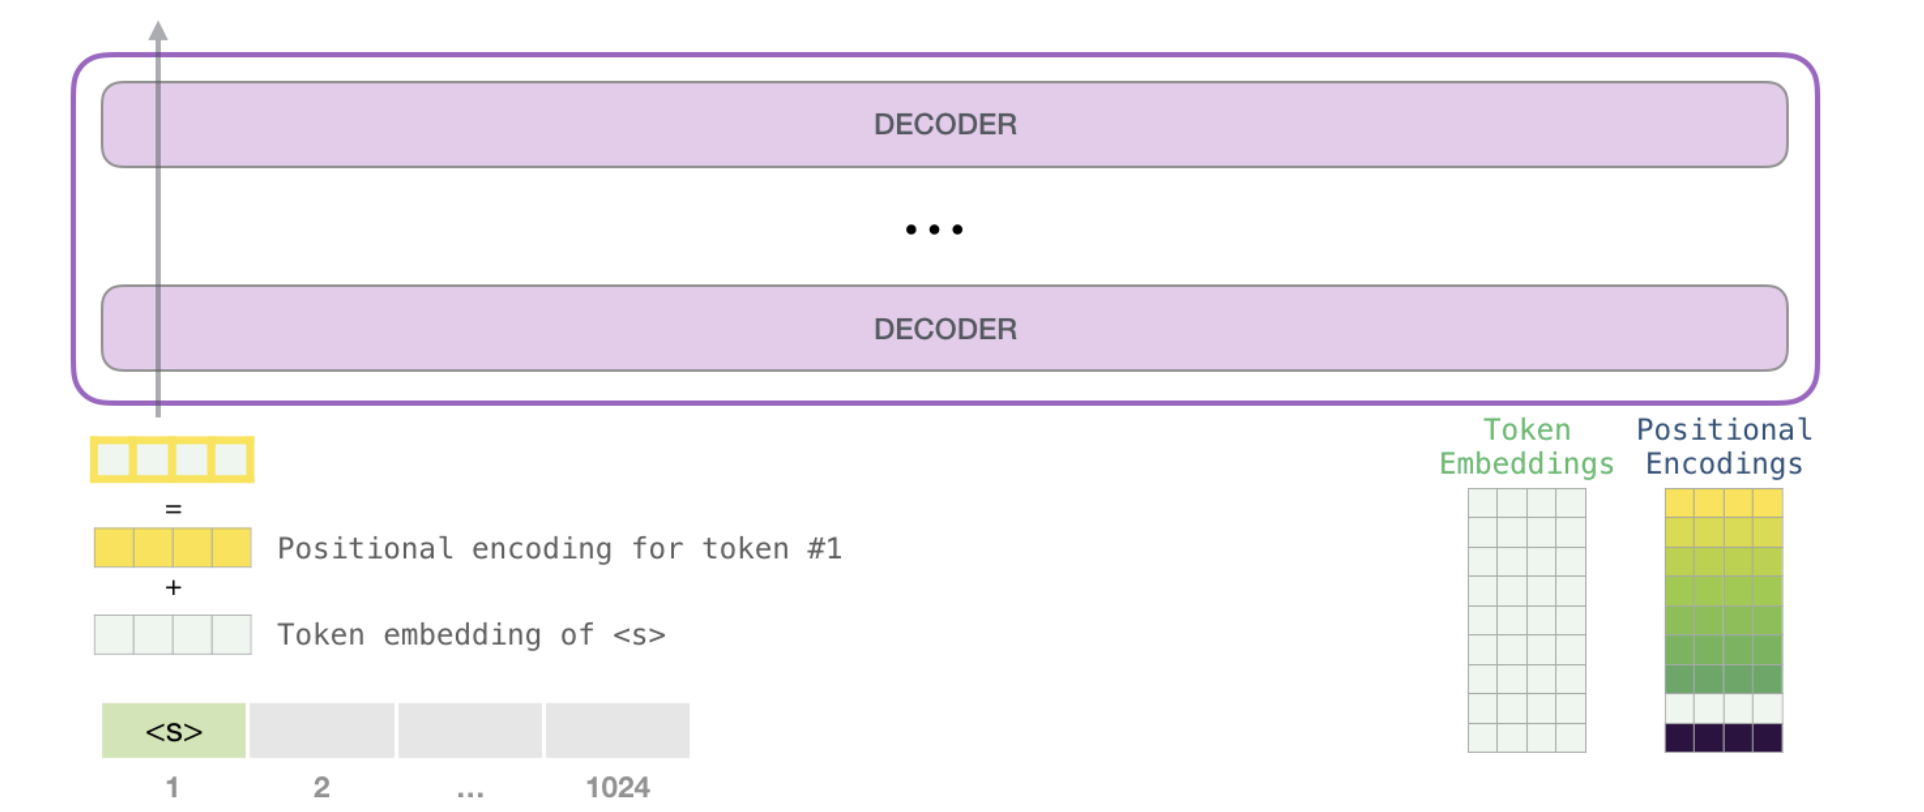 DECODER
...
DECODER
Token Embeddings
Positional Encodings
=
Positional encoding for token #1
+
Token embedding of <s>
<s>
1 2 ... 1024